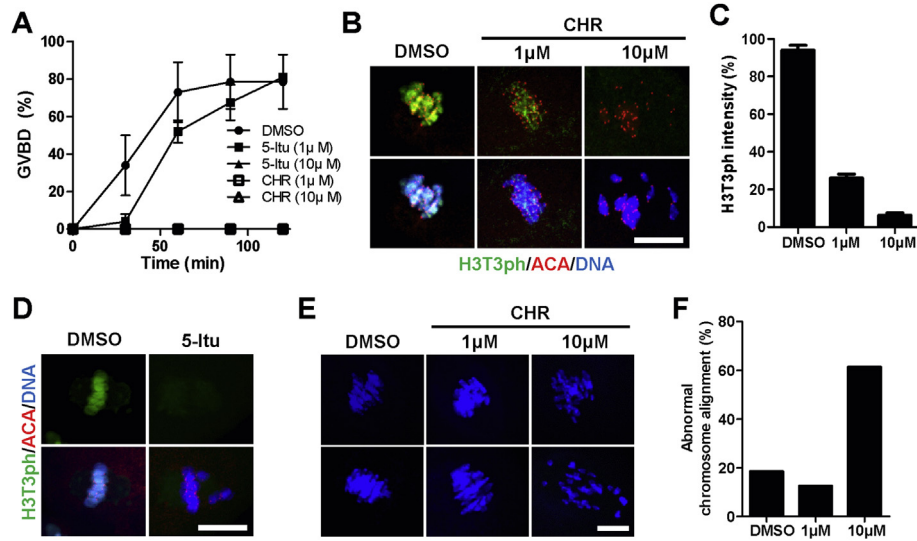 A
GVBD (%)
100
80
60
40
20
0
0
50
100
Time (min)
DMSO
5-Itu (1μ M)
5-Itu (10μ M)
CHR (1μ M)
CHR (10μ M)
B
CHR
DMSO
1μM
10μM
H3T3ph/ACA/DNA
C
H3T3ph intensity (%)
100
80
60
40
20
0
DMSO 1μM 10μM
D
DMSO
5-Itu
H3T3ph/ACA/DNA
E
CHR
DMSO
1μM
10μM
F
Abnormal
chromosome alignment (%)
80
60
40
20
0
DMSO 1μM 10μM